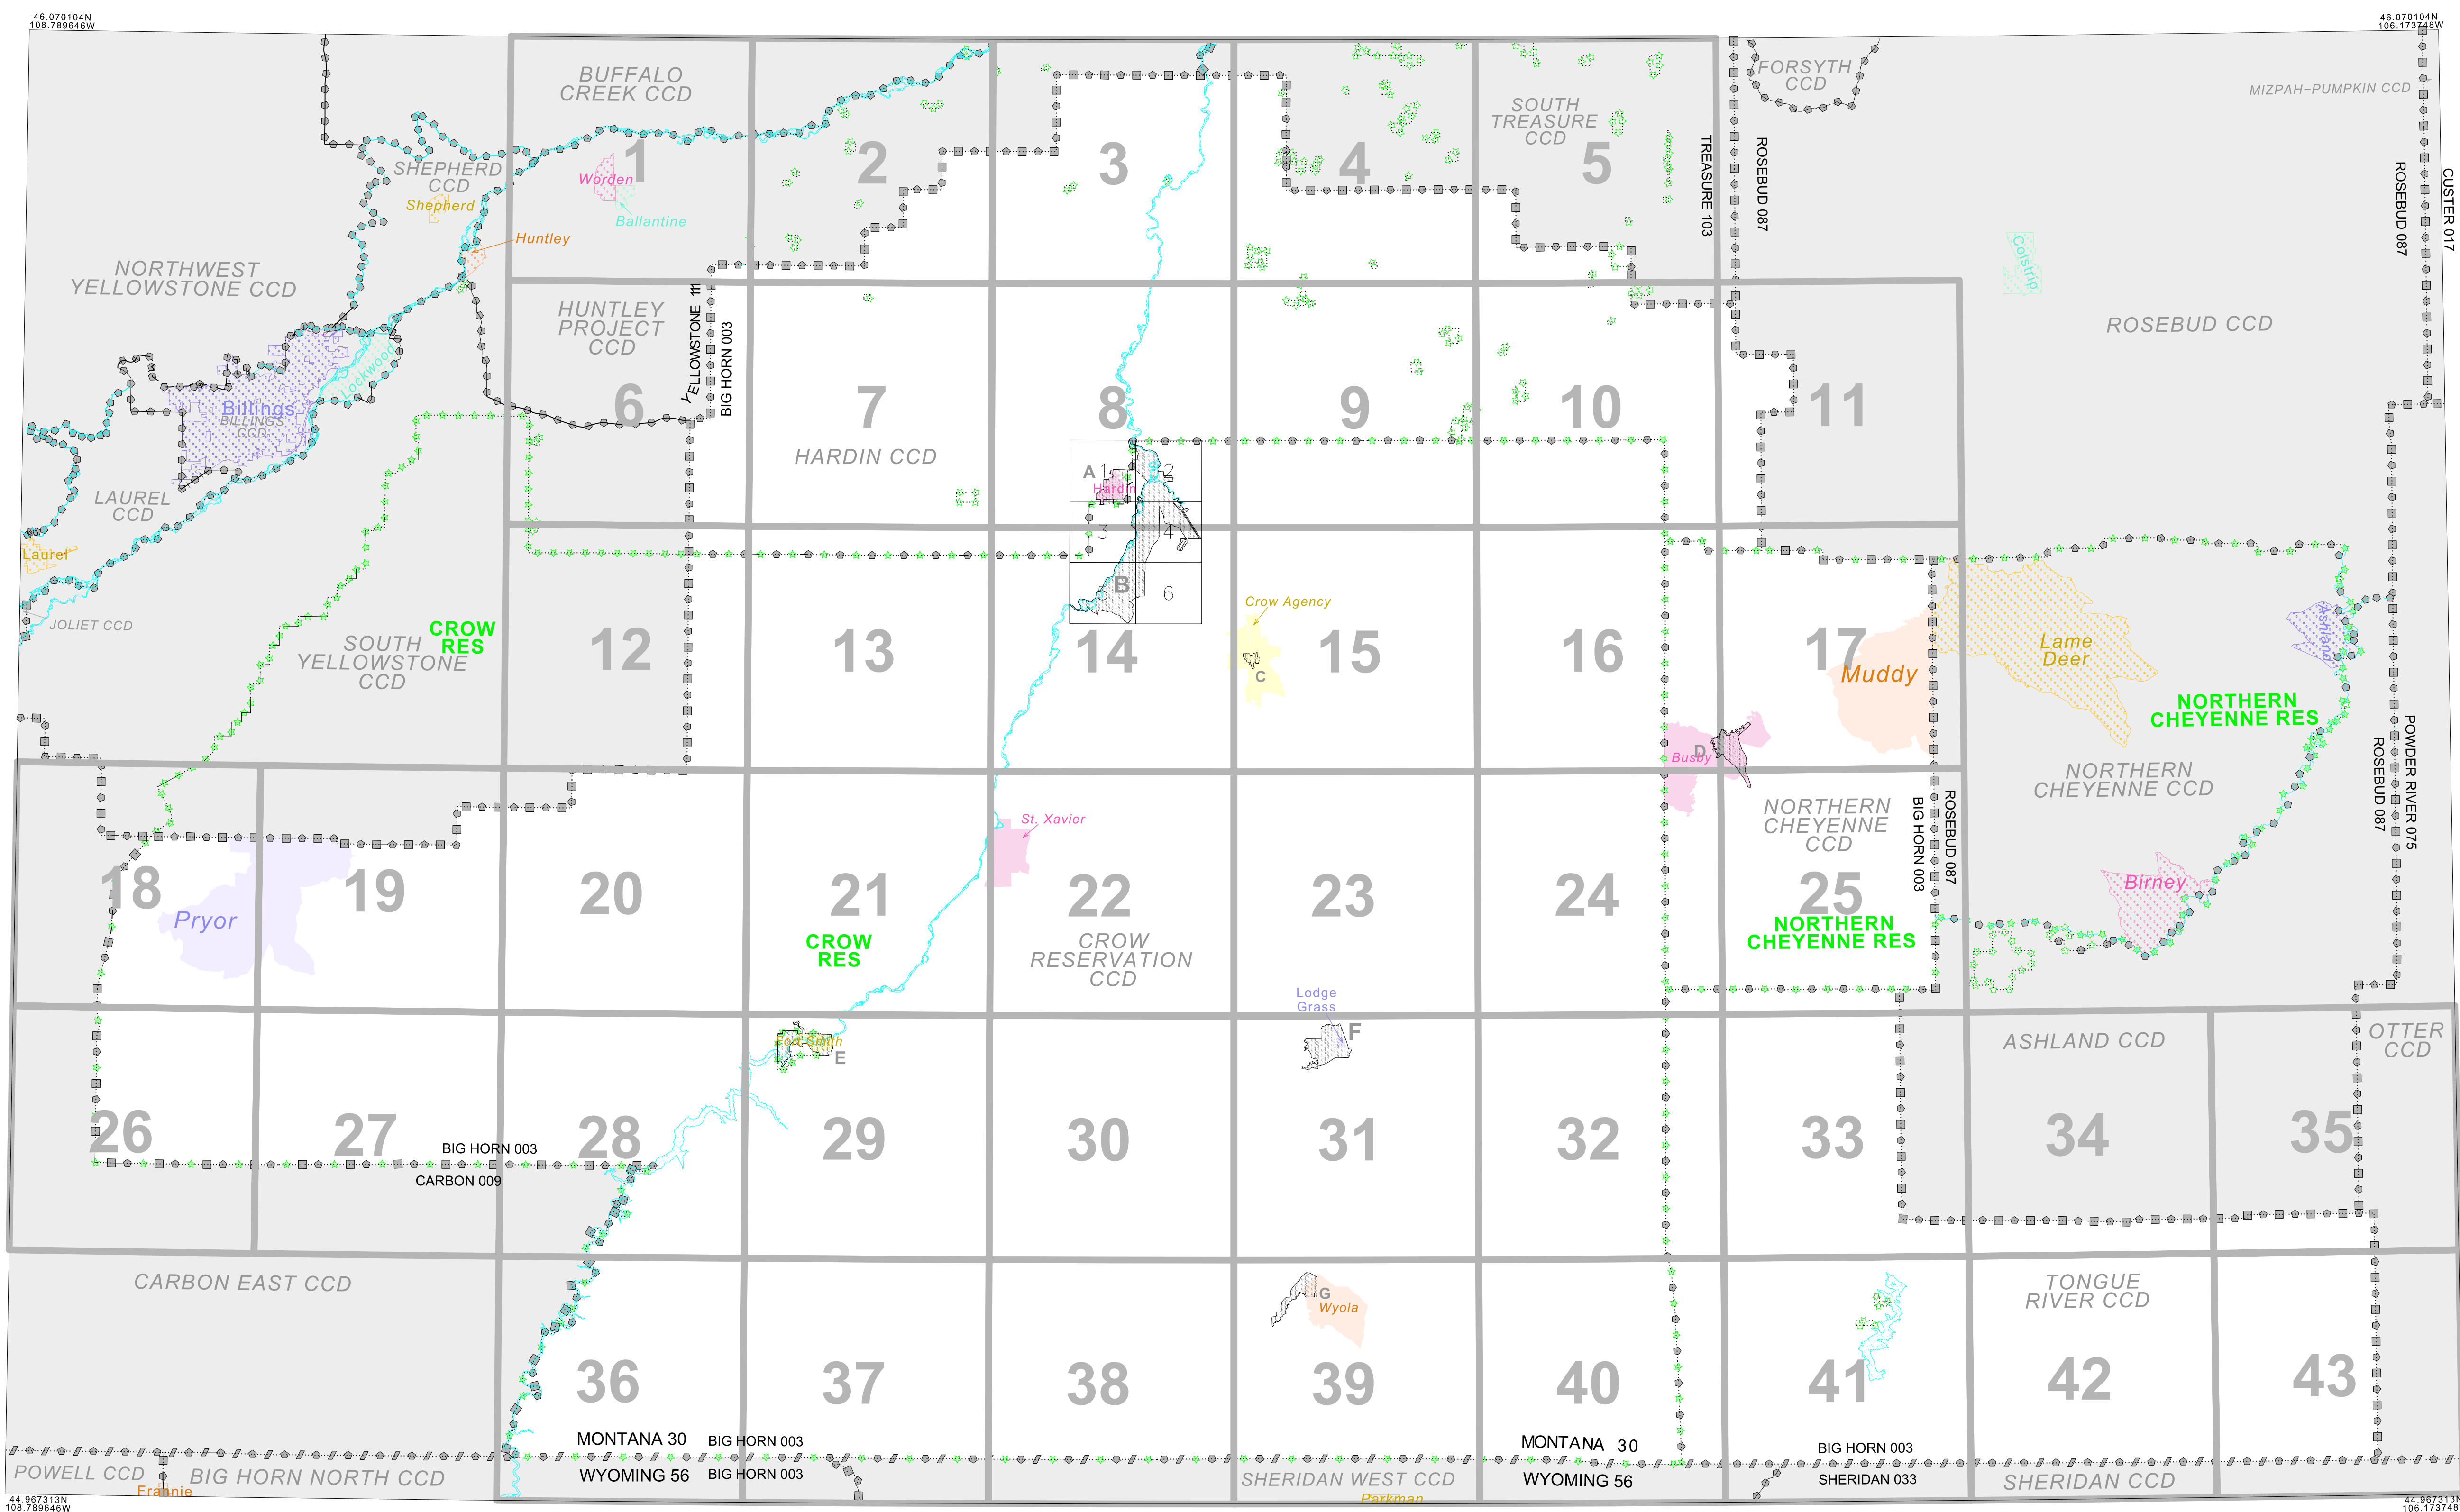 46.070104N
108.789646W
46.070104N
106.173748W
BUFFALO
CREEK CCD
FORSYTH
CCD
MIZPAH-PUMPKIN CCD
SOUTH
TREASURE
CCD
1
2
3
4
5
TREASURE 103
ROSEBUD 087
ROSEBUD 087
CUSTER 017
SHEPHERD
CCD
Shepherd
Worden
Ballantine
Huntley
NORTHWEST
YELLOWSTONE CCD
Colstrip
ROSEBUD CCD
HUNTLEY
PROJECT
CCD
YELLOWSTONE 111
BIG HORN 003
Lockwood
Billings
BILLINGS
CCD
6
7
8
9
10
11
HARDIN CCD
LAUREL
CCD
Laurel
A
1
2
Hardin
3
4
B
5
6
JOLIET CCD
CROW
RES
SOUTH
YELLOWSTONE
CCD
12
13
14
15
16
17
Crow Agency
C
Muddy
Lame
Deer
Ashland
NORTHERN
CHEYENNE RES
D
Busby
POWDER RIVER 075
ROSEBUD 087
NORTHERN
CHEYENNE CCD
NORTHERN
CHEYENNE
CCD
BIG HORN 003
ROSEBUD 087
St. Xavier
18
19
20
21
22
23
24
25
Pryor
Birney
CROW
RES
CROW
RESERVATION
CCD
NORTHERN
CHEYENNE RES
Lodge
Grass
F
Fort Smith
E
ASHLAND CCD
OTTER
CCD
26
27
28
29
30
31
32
33
34
35
BIG HORN 003
CARBON 009
CARBON EAST CCD
TONGUE
RIVER CCD
G
Wyola
36
37
38
39
40
41
42
43
MONTANA 30
BIG HORN 003
MONTANA 30
BIG HORN 003
POWELL CCD
BIG HORN NORTH CCD
WYOMING 56
BIG HORN 003
SHERIDAN WEST CCD
WYOMING 56
SHERIDAN 033
SHERIDAN CCD
Frannie
Parkman
44.967313N
108.789646W
44.967313
106.173748